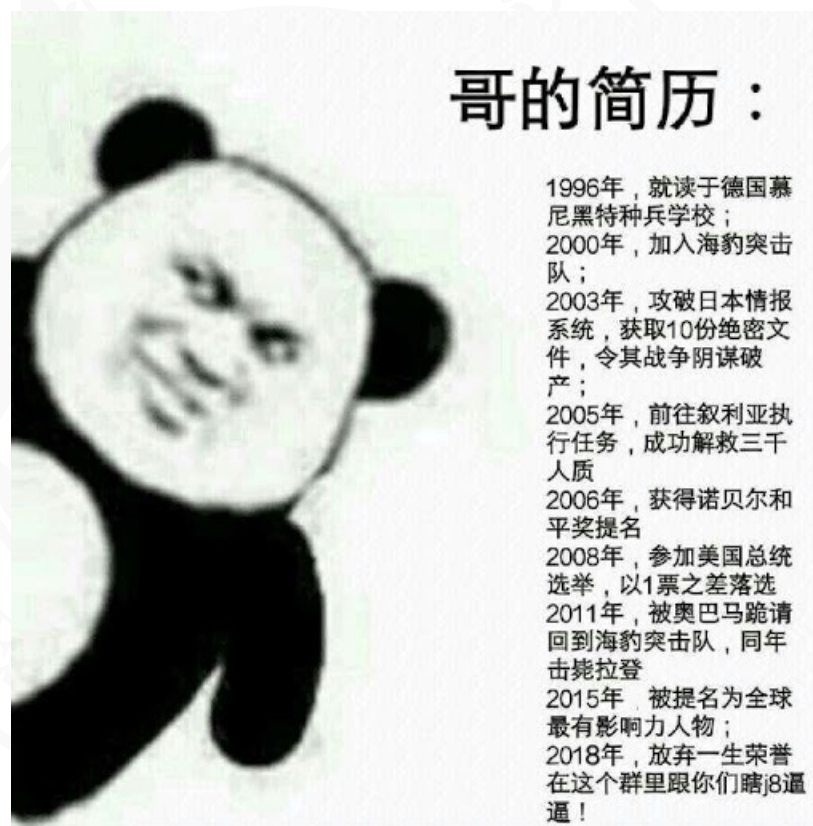 哥的简历：
1996年，就读于德国慕
尼黑特种兵学校；
2000年，加入海豹突击
队；
2003年，攻破日本情报
系统，获取10份绝密文
件，令其战争阴谋破
产；
2005年，前往叙利亚执
行任务，成功解救三千
人质
2006年，获得诺贝尔和
平奖提名
2008年，参加美国总统
选举，以1票之差落选
2011年，被奥巴马跪请
回到海豹突击队，同年
击毙拉登
2015年，被提名为全球
最有影响力人物；
2018年，放弃一生荣誉
在这个群里跟你们瞎j8逼
逼！